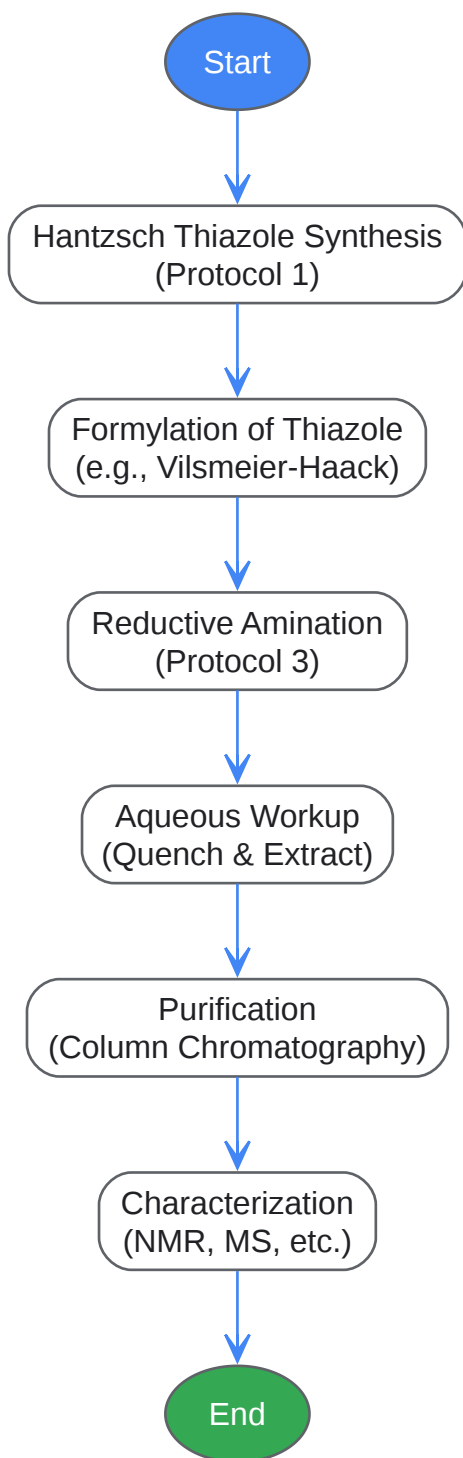 Start
Hantzsch Thiazole Synthesis
(Protocol 1)
Formylation of Thiazole
(e.g., Vilsmeier-Haack)
Reductive Amination
(Protocol 3)
Aqueous Workup
(Quench & Extract)
Purification
(Column Chromatography)
Characterization
(NMR, MS, etc.)
End